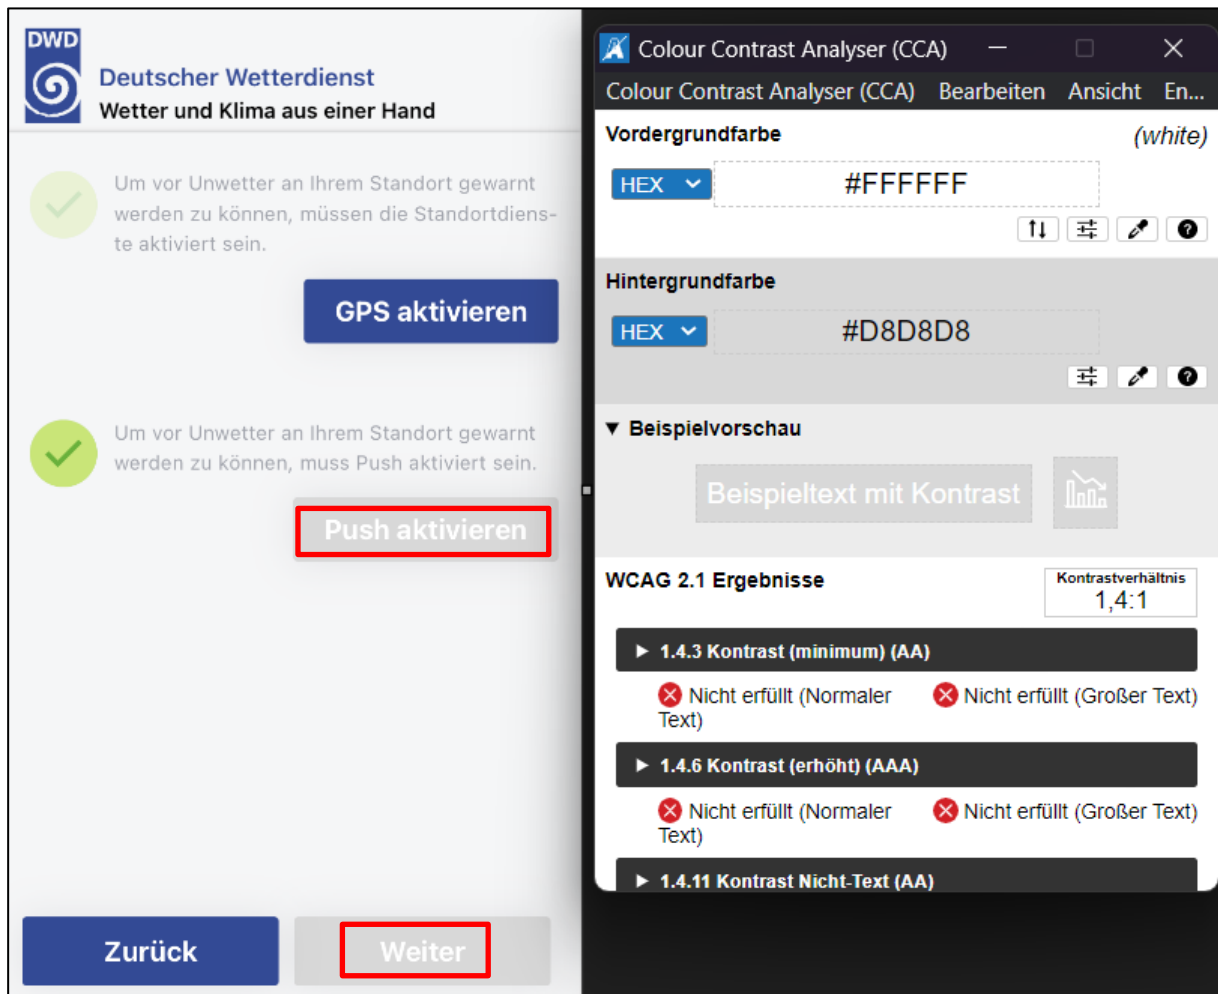 DWD
Deutscher Wetterdienst
Wetter und Klima aus einer Hand
Um vor Unwetter an Ihrem Standort gewarnt
werden zu können, müssen die Standortdiens-
te aktiviert sein.
GPS aktivieren
Um vor Unwetter an Ihrem Standort gewarnt
werden zu können, muss Push aktiviert sein.
Push aktivieren
Zurück
Weiter
Colour Contrast Analyser (CCA)
Colour Contrast Analyser (CCA) Bearbeiten Ansicht En...
Vordergrundfarbe (white)
HEX #FFFFFF
Hintergrundfarbe
HEX #D8D8D8
▼ Beispielvorschau
Beispieltext mit Kontrast
WCAG 2.1 Ergebnisse
Kontrastverhältnis
1,4:1
▶ 1.4.3 Kontrast (minimum) (AA)
Nicht erfüllt (Normaler
Text)
Nicht erfüllt (Großer Text)
▶ 1.4.6 Kontrast (erhöht) (AAA)
Nicht erfüllt (Normaler
Text)
Nicht erfüllt (Großer Text)
▶ 1.4.11 Kontrast Nicht-Text (AA)